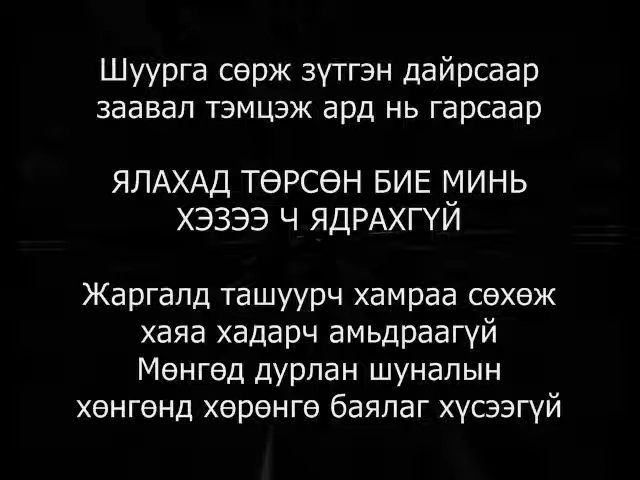 Шуурга сөрж зүтгэн дайрсаар
заавал тэмцэж ард нь гарсаар
ЯЛАХАД ТӨРСӨН БИЕ МИНЬ
ХЭЗЭЭ Ч ЯДРАХГҮЙ
Жаргалд ташуурч хамраа сөхөж
хаяа хадарч амьдраагүй
Мөнгөд дурлан шуналын
хөнгөнд хөрөнгө баялаг хүсээгүй